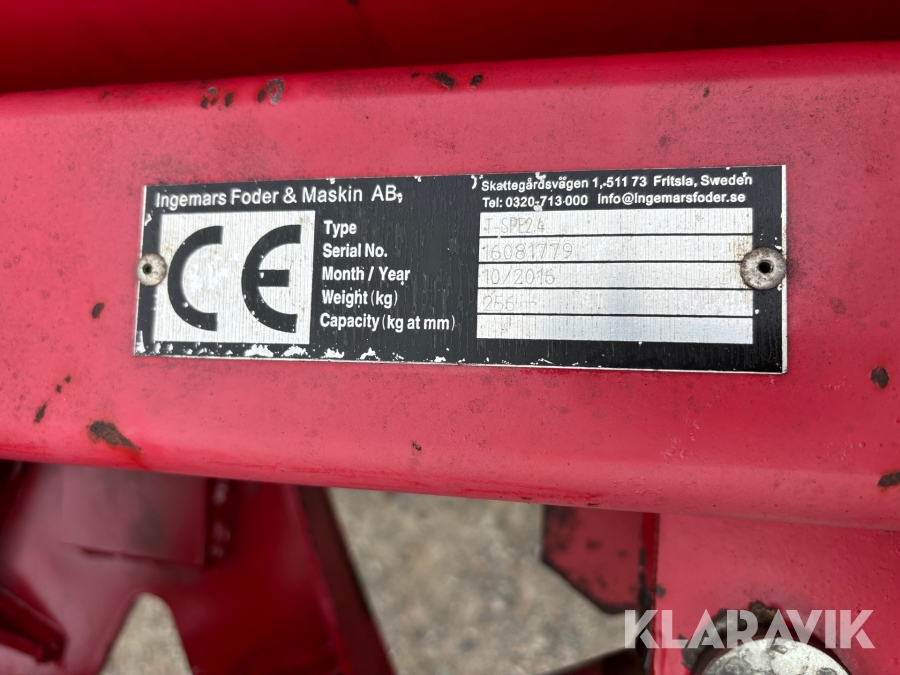 Ingemars Foder & Maskin AB,
Skattegårdsvägen 1,-511 73 Fritsla, Sweden
Tel: 0320-713 000 info@ingemarsfoder.se
CE
Type T-SPE2,4
Serial No. 16081779
Month / Year 10/2016
Weight (kg) 256
Capacity (kg at mm)
KLARAVIK